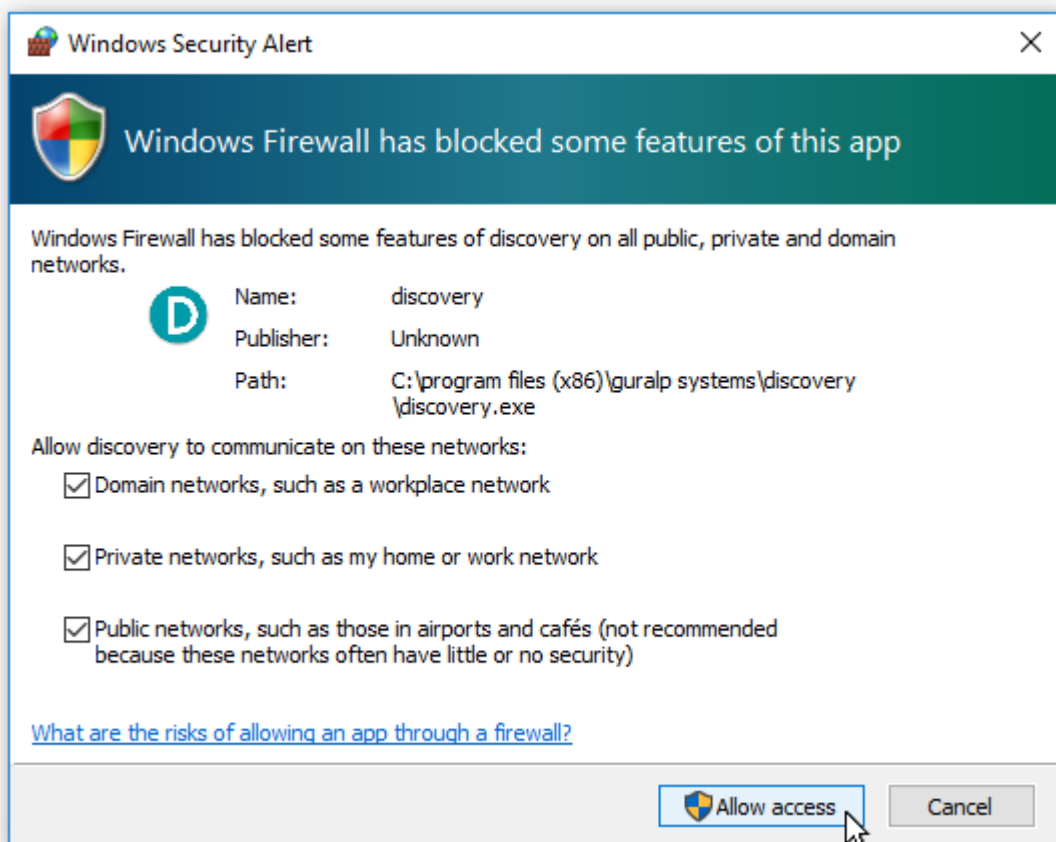 Windows Security Alert
Windows Firewall has blocked some features of this app
Windows Firewall has blocked some features of discovery on all public, private and domain
networks.
D
Name: discovery
Publisher: Unknown
Path: C:\program files (x86)\guralp systems\discovery
\discovery.exe
Allow discovery to communicate on these networks:
Domain networks, such as a workplace network
Private networks, such as my home or work network
Public networks, such as those in airports and cafés (not recommended
because these networks often have little or no security)
What are the risks of allowing an app through a firewall?
Allow access Cancel